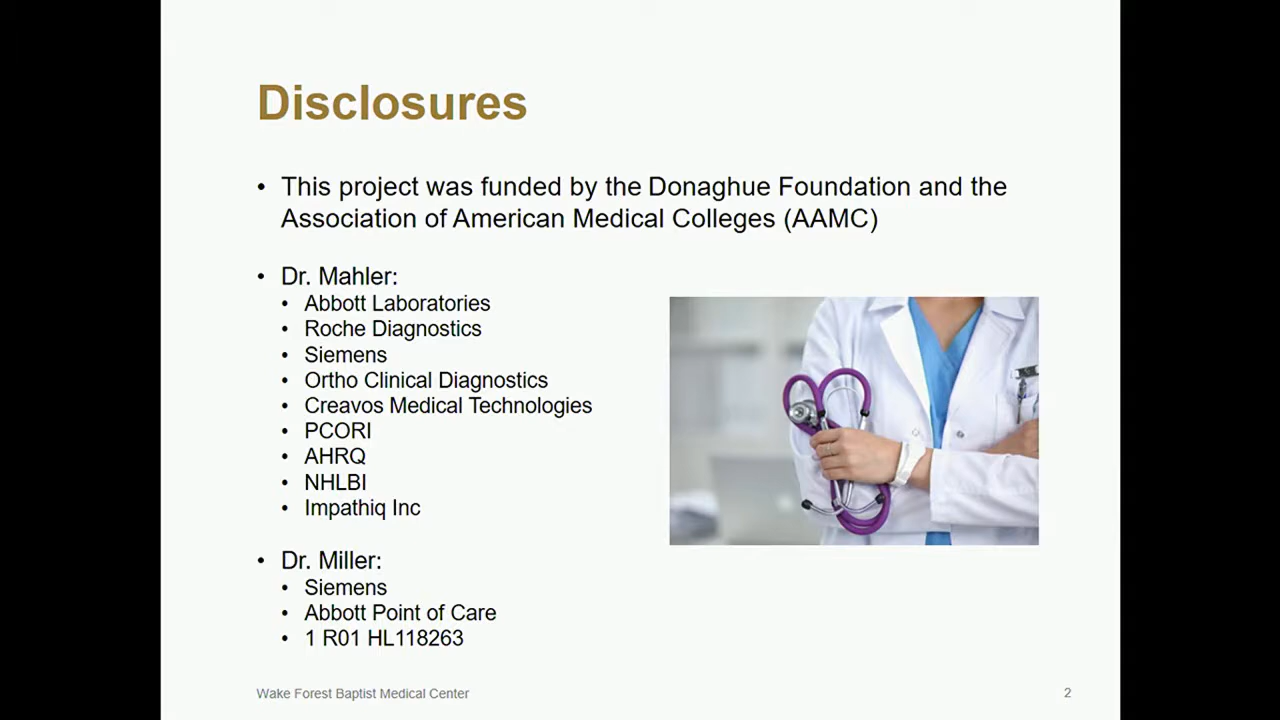 Disclosures
• This project was funded by the Donaghue Foundation and the
Association of American Medical Colleges (AAMC)
• Dr. Mahler:
• Abbott Laboratories
• Roche Diagnostics
• Siemens
• Ortho Clinical Diagnostics
• Creavos Medical Technologies
• PCORI
• AHRQ
• NHLBI
• Impathiq Inc
• Dr. Miller:
• Siemens
• Abbott Point of Care
• 1 R01 HL118263
Wake Forest Baptist Medical Center
2